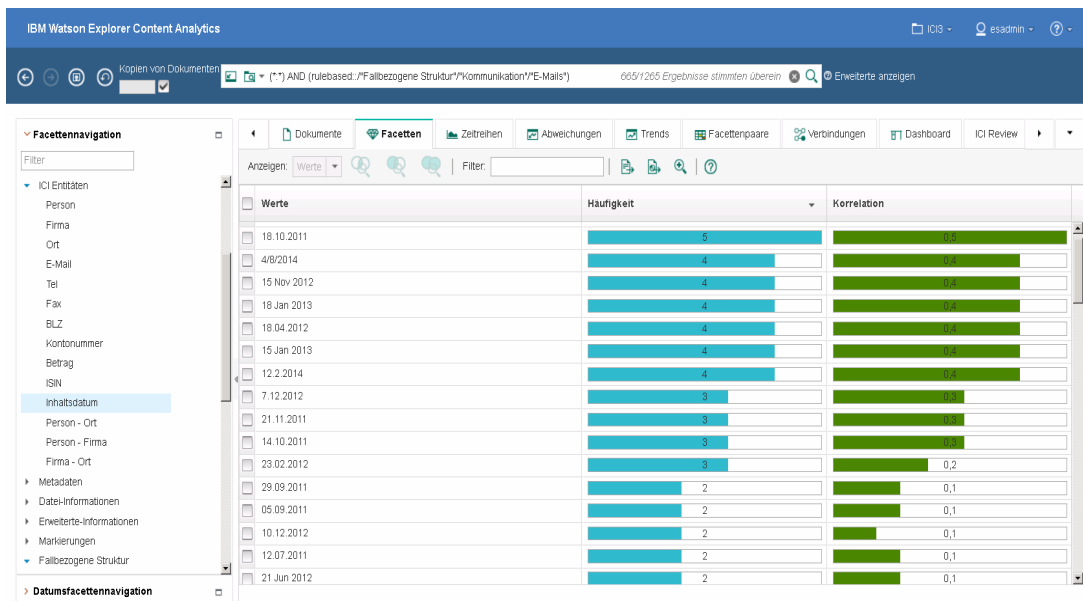 IBM Watson Explorer Content Analytics
ICI3
esadmin
?
Kopien von Dokumenten
(*:*) AND (rulebased::/"Fallbezogene Struktur"/"Kommunikation"/"E-Mails")
665/1265 Ergebnisse stimmten überein
Erweiterte anzeigen
Facettennavigation
Dokumente
Facetten
Zeitreihen
Abweichungen
Trends
Facettenpaare
Verbindungen
Dashboard
ICI Review
Filter
Anzeigen: Werte
Filter:
?
ICI Entitäten
Person
Firma
Ort
E-Mail
Tel
Fax
BLZ
Kontonummer
Betrag
ISIN
Inhaltsdatum
Person - Ort
Person - Firma
Firma - Ort
Metadaten
Datei-Informationen
Erweiterte-Informationen
Markierungen
Fallbezogene Struktur
Datumsfacettennavigation
Werte Häufigkeit Korrelation
18.10.2011 5 0,5
4/8/2014 4 0,4
15 Nov 2012 4 0,4
18 Jan 2013 4 0,4
18.04.2012 4 0,4
15 Jan 2013 4 0,4
12.2.2014 4 0,4
7.12.2012 3 0,3
21.11.2011 3 0,3
14.10.2011 3 0,3
23.02.2012 3 0,2
29.09.2011 2 0,1
05.09.2011 2 0,1
10.12.2012 2 0,1
12.07.2011 2 0,1
21 Jun 2012 2 0,1